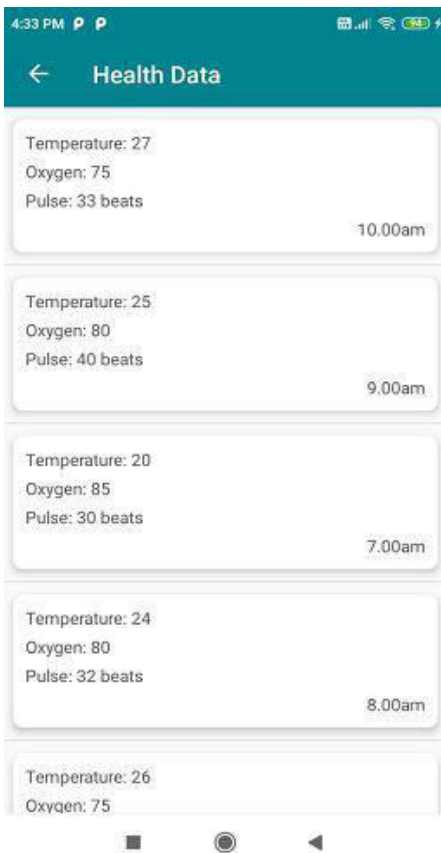 4:33 PM P P 94
Health Data
Temperature: 27
Oxygen: 75
Pulse: 33 beats
10.00am
Temperature: 25
Oxygen: 80
Pulse: 40 beats
9.00am
Temperature: 20
Oxygen: 85
Pulse: 30 beats
7.00am
Temperature: 24
Oxygen: 80
Pulse: 32 beats
8.00am
Temperature: 26
Oxygen: 75